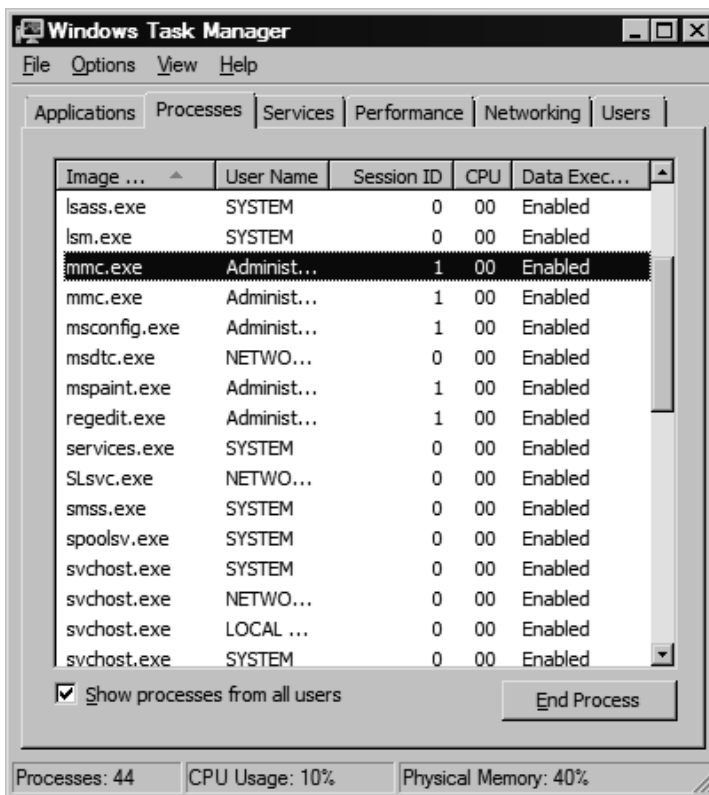 Windows Task Manager
File Options View Help
Applications Processes Services Performance Networking Users
Image ... User Name Session ID CPU Data Exec...
lsass.exe SYSTEM 0 00 Enabled
lsm.exe SYSTEM 0 00 Enabled
mmc.exe Administ... 1 00 Enabled
mmc.exe Administ... 1 00 Enabled
msconfig.exe Administ... 1 00 Enabled
msdtc.exe NETWO... 0 00 Enabled
mspaint.exe Administ... 1 00 Enabled
regedit.exe Administ... 1 00 Enabled
services.exe SYSTEM 0 00 Enabled
SLsvc.exe NETWO... 0 00 Enabled
smss.exe SYSTEM 0 00 Enabled
spoolsv.exe SYSTEM 0 00 Enabled
svchost.exe SYSTEM 0 00 Enabled
svchost.exe NETWO... 0 00 Enabled
svchost.exe LOCAL ... 0 00 Enabled
svchost.exe SYSTEM 0 00 Enabled
Show processes from all users
End Process
Processes: 44 CPU Usage: 10% Physical Memory: 40%